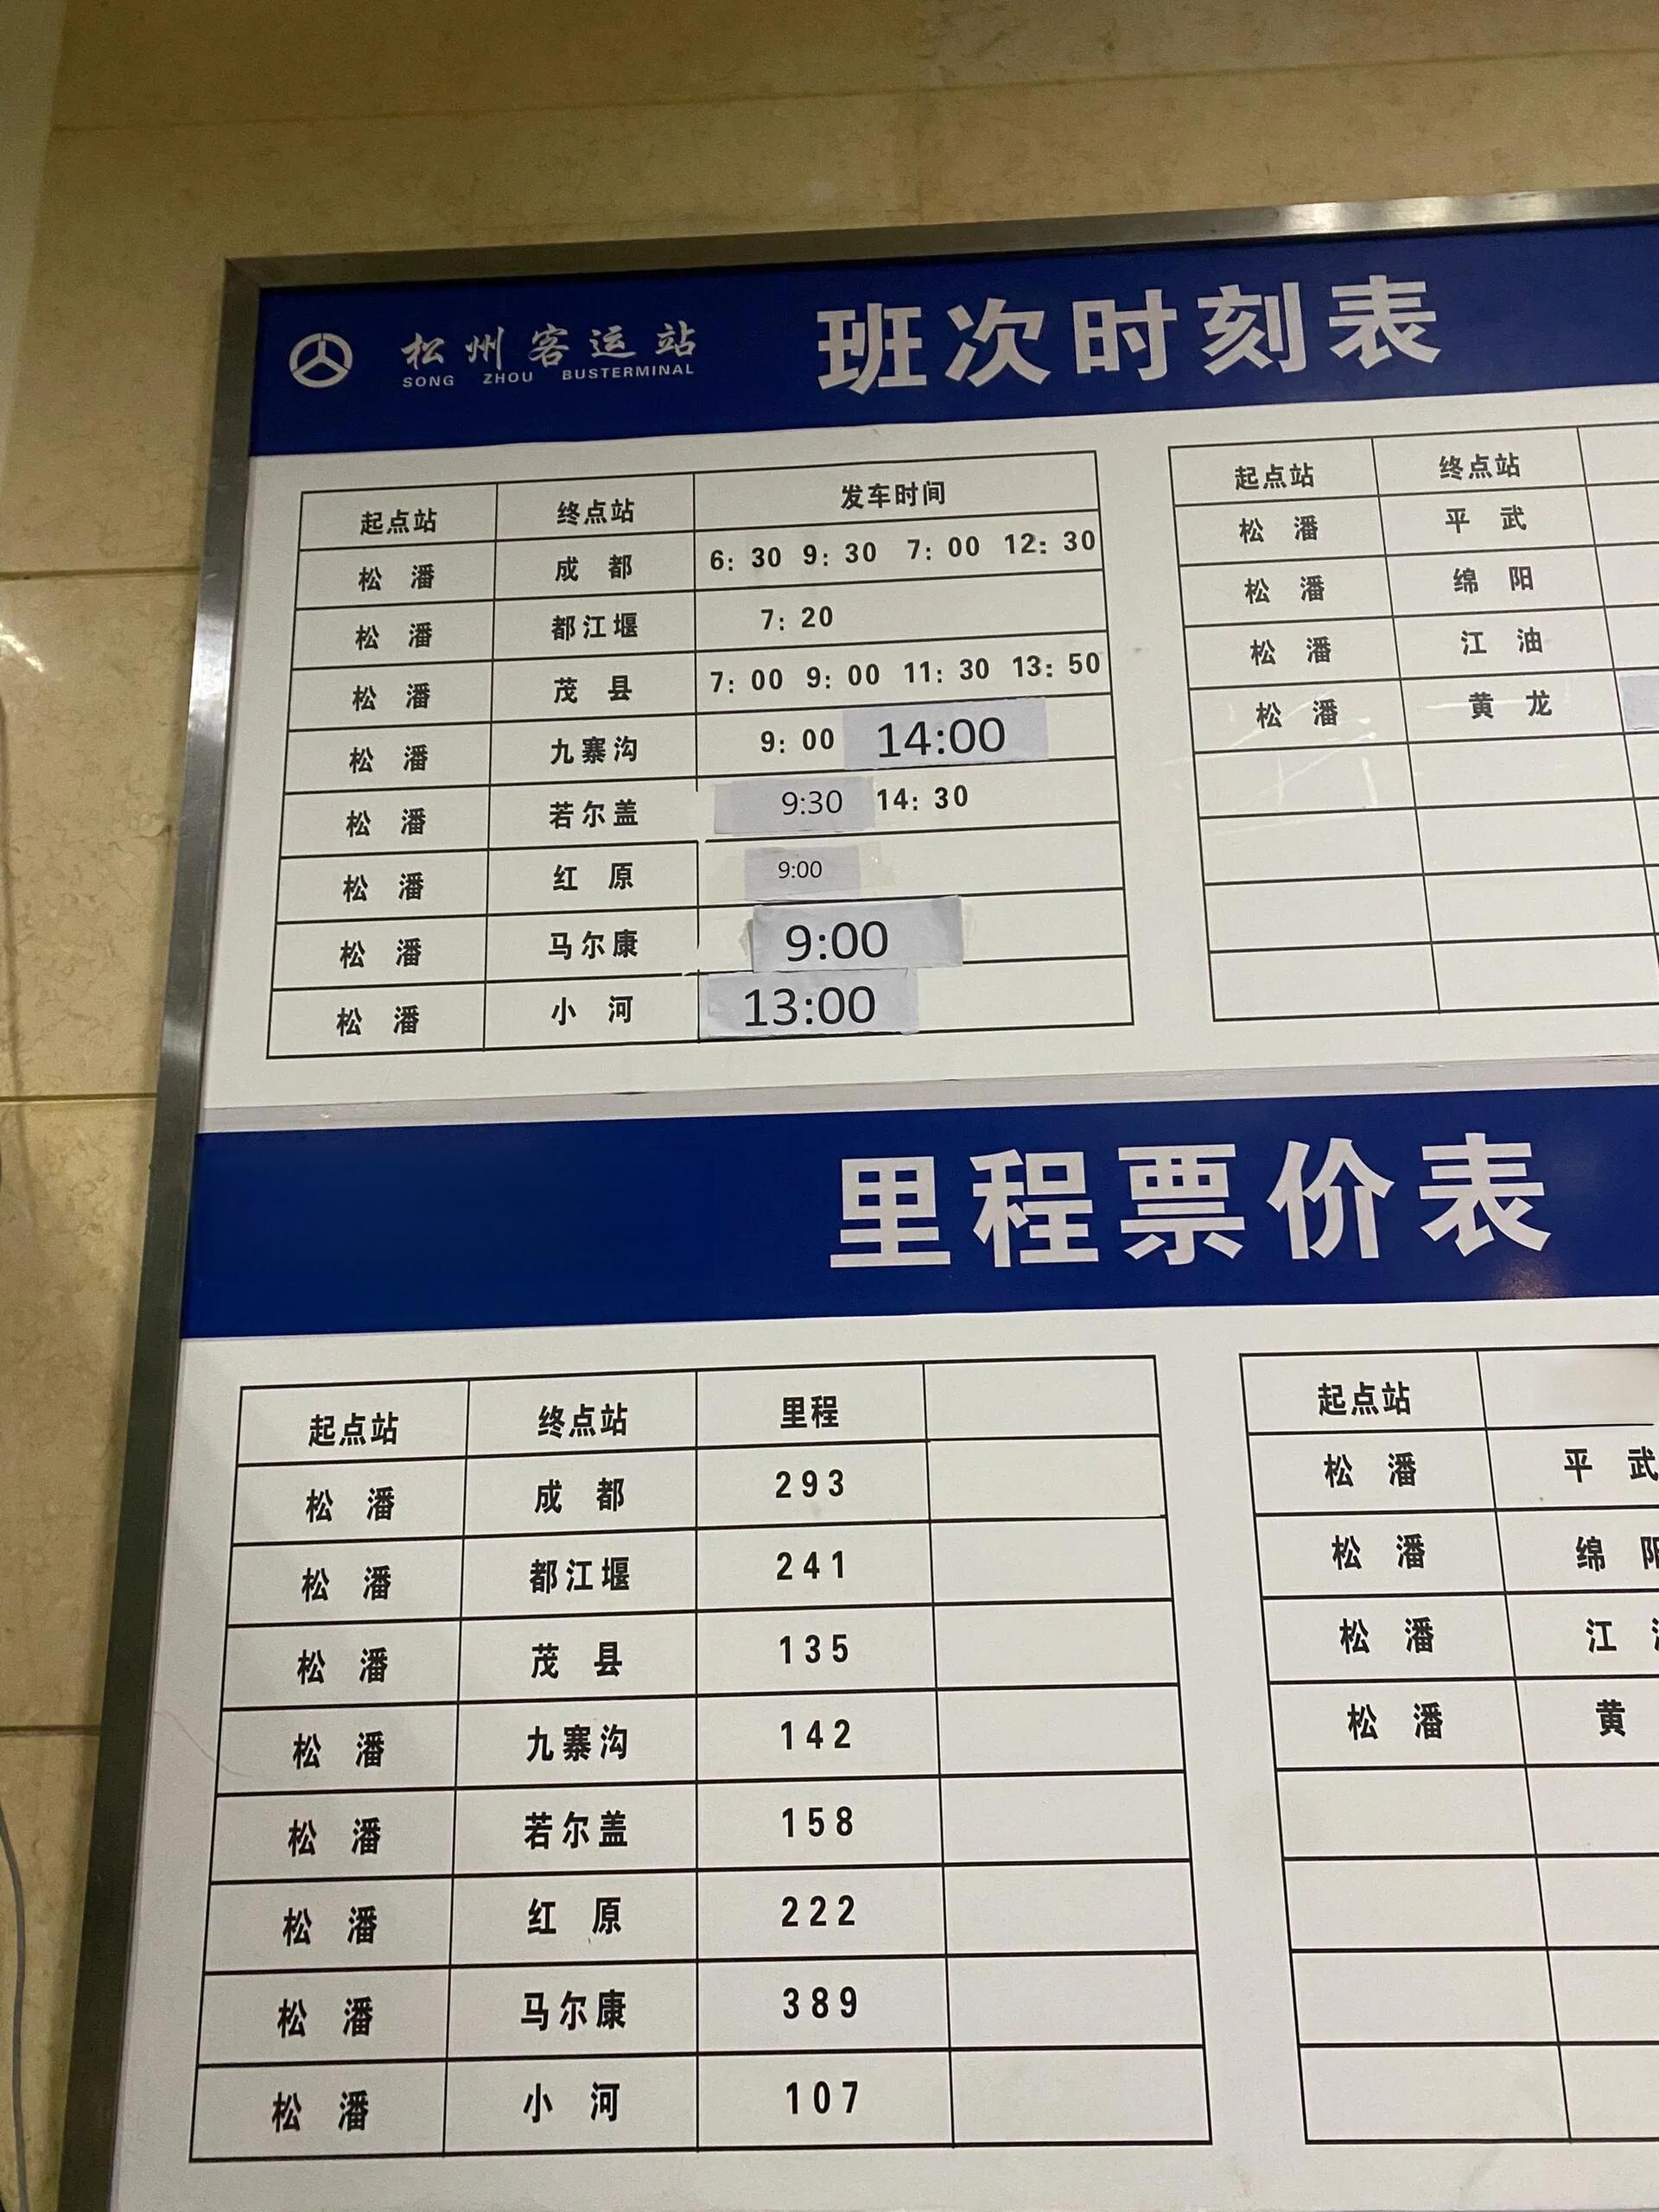 松州客运站
SONG ZHOU BUSTERMINAL
班次时刻表
起点站 终点站 发车时间
松潘 成都 6:30 9:30 7:00 12:30
松潘 都江堰 7:20
松潘 茂县 7:00 9:00 11:30 13:50
松潘 九寨沟 9:00 14:00
松潘 若尔盖 9:30 14:30
松潘 红原 9:00
松潘 马尔康 9:00
松潘 小河 13:00
起点站 终点站
松潘 平武
松潘 绵阳
松潘 江油
松潘 黄龙
里程票价表
起点站 终点站 里程
松潘 成都 293
松潘 都江堰 241
松潘 茂县 135
松潘 九寨沟 142
松潘 若尔盖 158
松潘 红原 222
松潘 马尔康 389
松潘 小河 107
起点站
松潘 平武
松潘 绵
松潘 江
松潘 黄